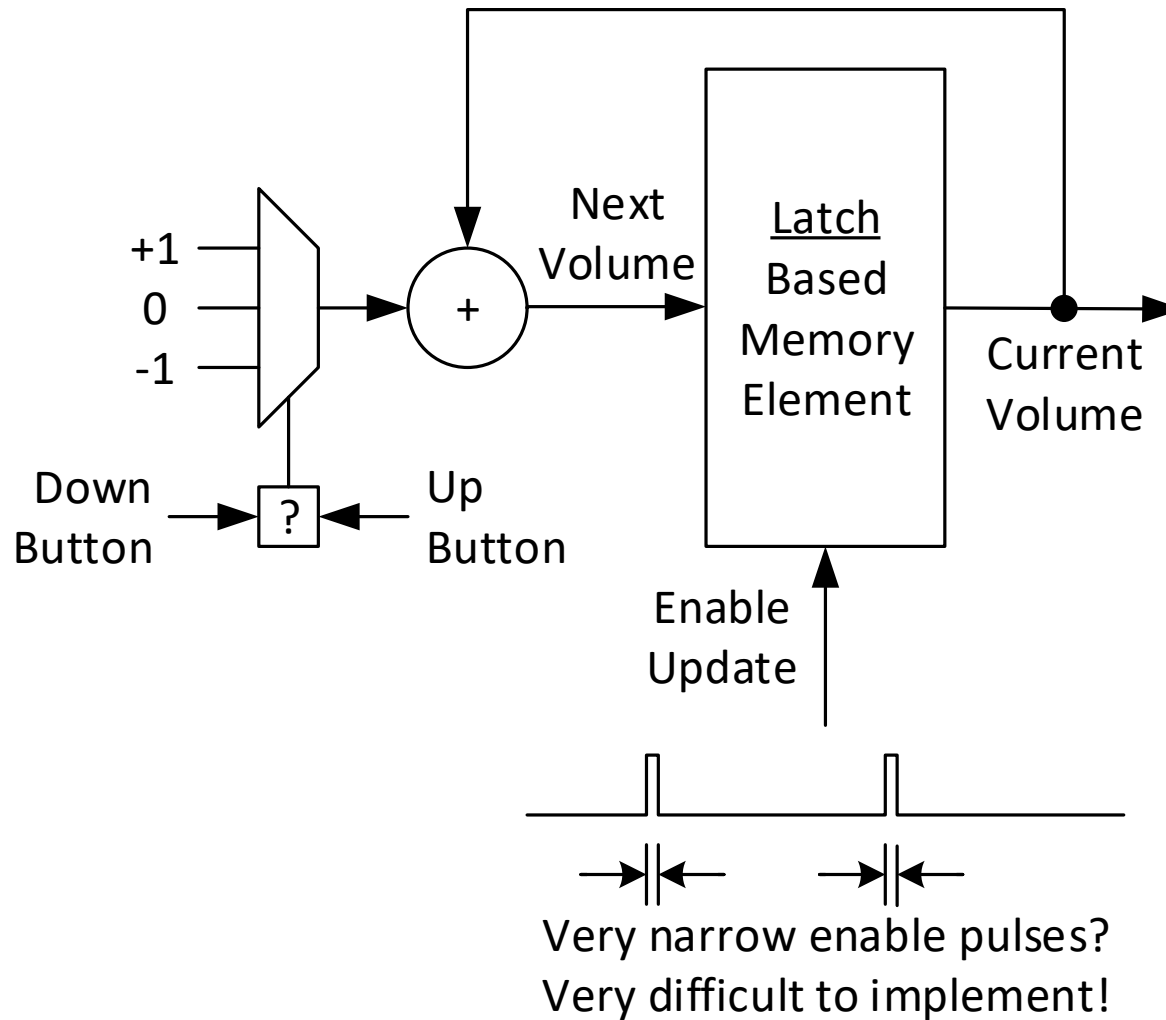 +1
0
-1
+
Next
Volume
Latch
Based
Memory
Element
Current
Volume
Down
Button
?
Up
Button
Enable
Update
Very narrow enable pulses?
Very difficult to implement!